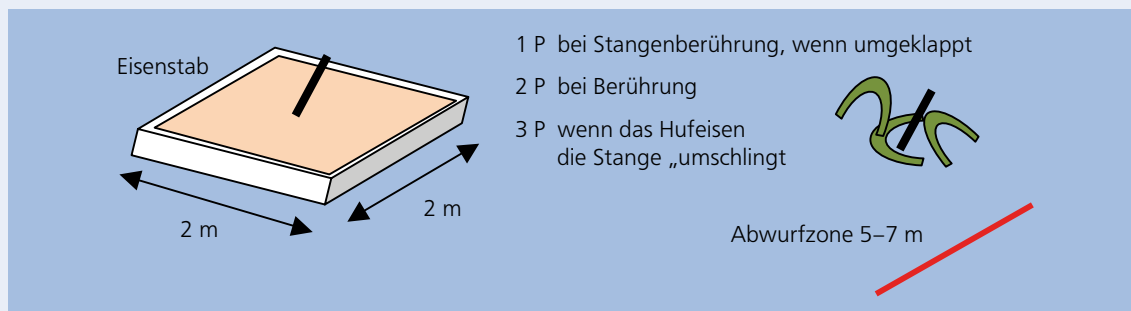 Eisenstab
1 P bei Stangenberührung, wenn umgeklappt
2 P bei Berührung
3 P wenn das Hufeisen
die Stange „umschlingt
2 m
2 m
Abwurfzone 5–7 m